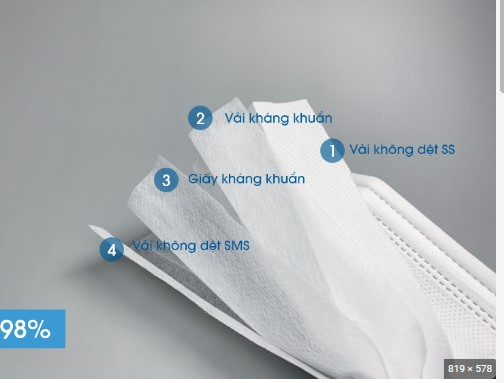 2 Vải kháng khuẩn
1 Vải không dệt SS
3 Giấy kháng khuẩn
4 Vải không dệt SMS
98%
819 × 578